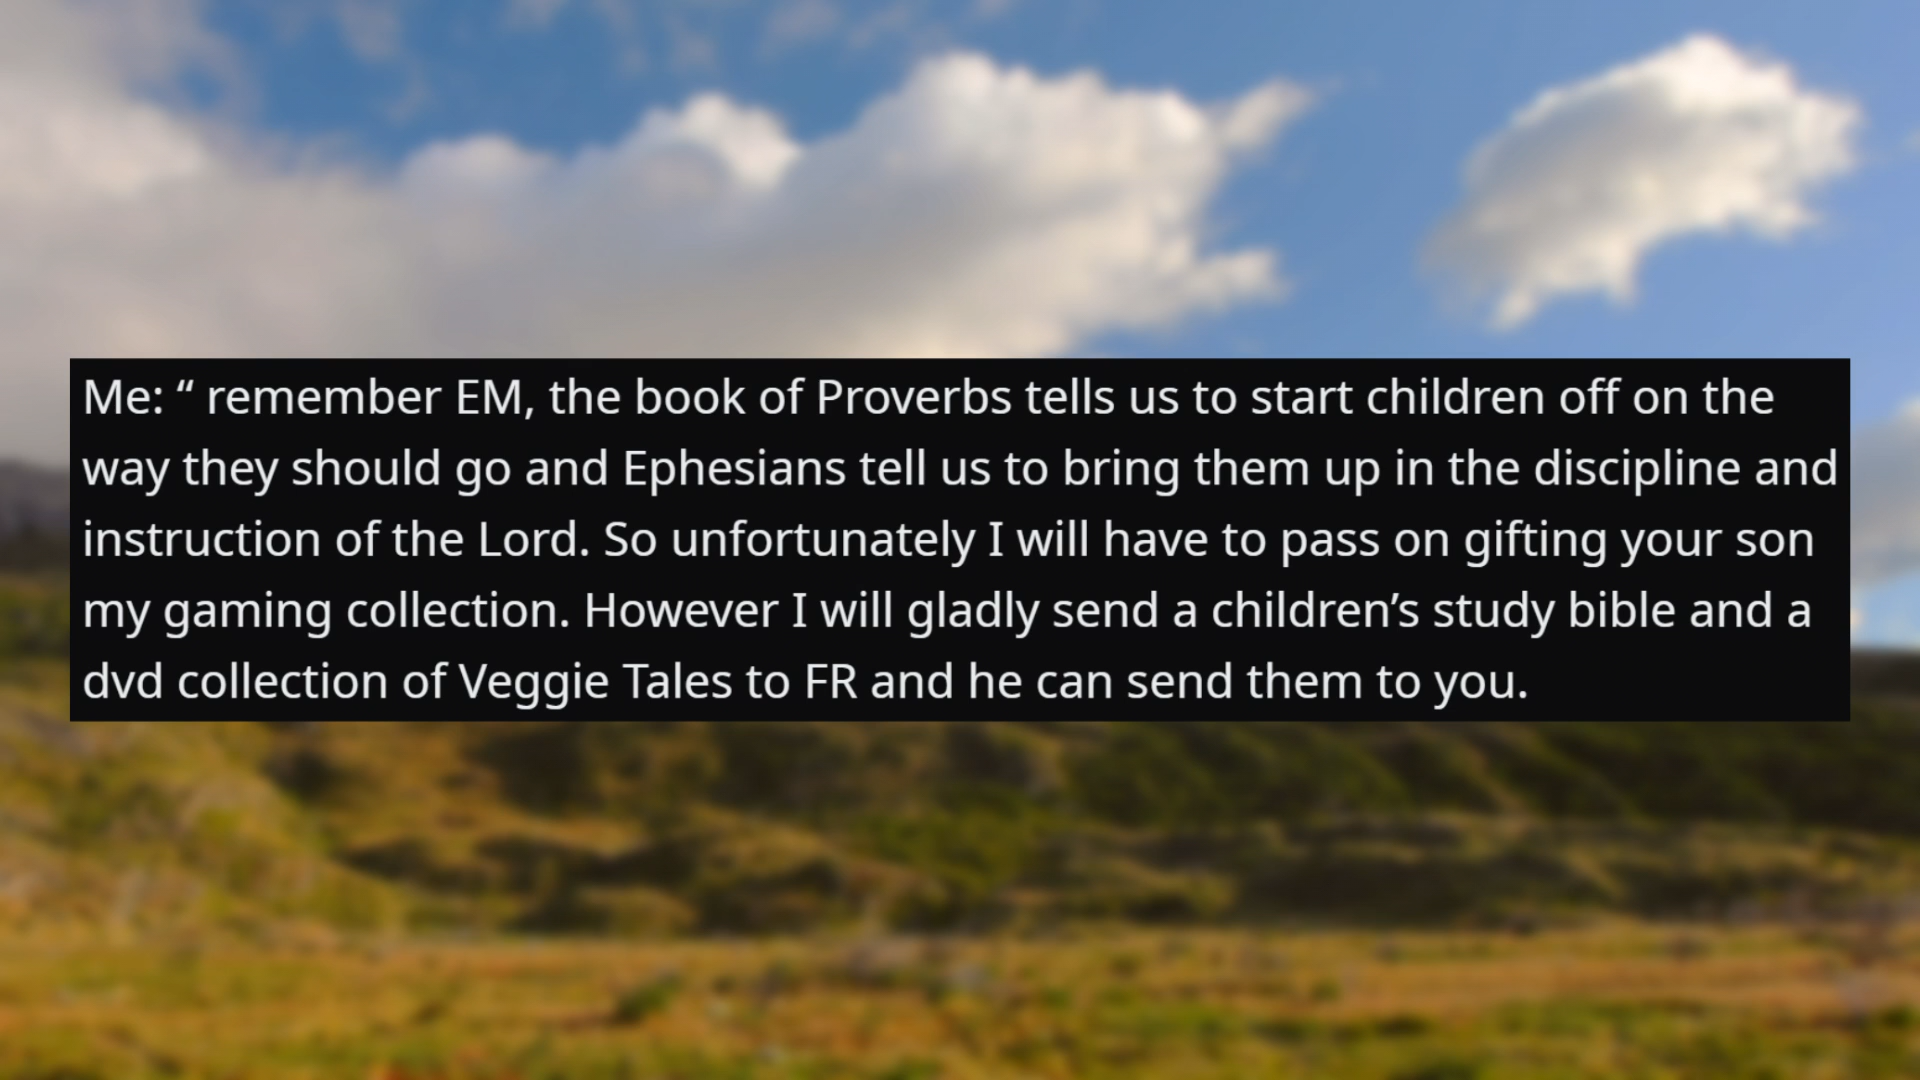 Me: “ remember EM, the book of Proverbs tells us to start children off on the
way they should go and Ephesians tell us to bring them up in the discipline and
instruction of the Lord. So unfortunately I will have to pass on gifting your son
my gaming collection. However I will gladly send a children’s study bible and a
dvd collection of Veggie Tales to FR and he can send them to you.